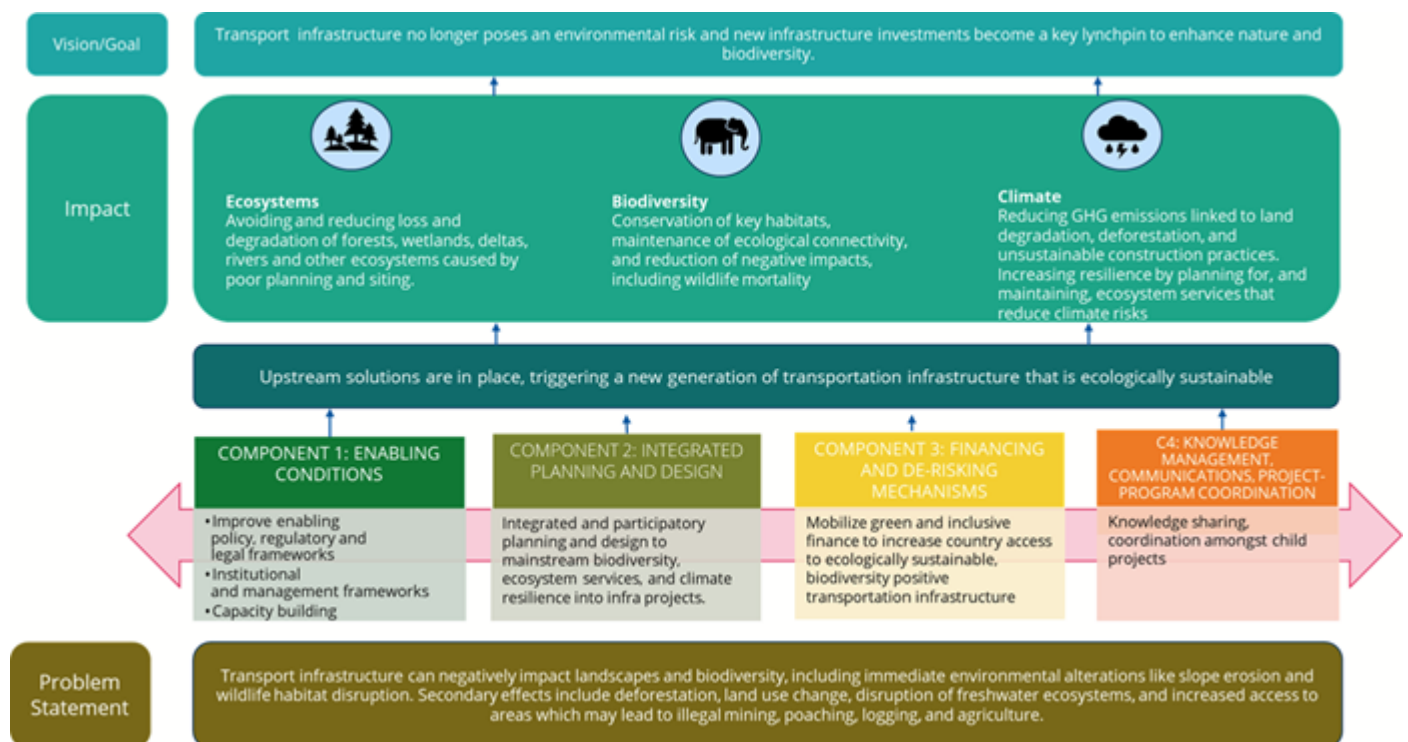 Vision/Goal
Transport infrastructure no longer poses an environmental risk and new infrastructure investments become a key lynchpin to enhance nature and
biodiversity.
Impact
Ecosystems
Avoiding and reducing loss and
degradation of forests, wetlands, deltas,
rivers and other ecosystems caused by
poor planning and siting.
Biodiversity
Conservation of key habitats,
maintenance of ecological connectivity,
and reduction of negative impacts,
including wildlife mortality
Climate
Reducing GHG emissions linked to land
degradation, deforestation, and
unsustainable construction practices.
Increasing resilience by planning for, and
maintaining, ecosystem services that
reduce climate risks
Upstream solutions are in place, triggering a new generation of transportation infrastructure that is ecologically sustainable
COMPONENT 1: ENABLING
CONDITIONS
•Improve enabling
policy, regulatory and
legal frameworks
•Institutional
and management frameworks
•Capacity building
COMPONENT 2: INTEGRATED
PLANNING AND DESIGN
Integrated and participatory
planning and design to
mainstream biodiversity,
ecosystem services, and climate
resilience into infra projects.
COMPONENT 3: FINANCING
AND DE-RISKING
MECHANISMS
Mobilize green and inclusive
finance to increase country access
to ecologically sustainable,
biodiversity positive
transportation infrastructure
C4: KNOWLEDGE
MANAGEMENT,
COMMUNICATIONS, PROJECT-
PROGRAM COORDINATION
Knowledge sharing,
coordination amongst child
projects
Problem
Statement
Transport infrastructure can negatively impact landscapes and biodiversity, including immediate environmental alterations like slope erosion and
wildlife habitat disruption. Secondary effects include deforestation, land use change, disruption of freshwater ecosystems, and increased access to
areas which may lead to illegal mining, poaching, logging, and agriculture.